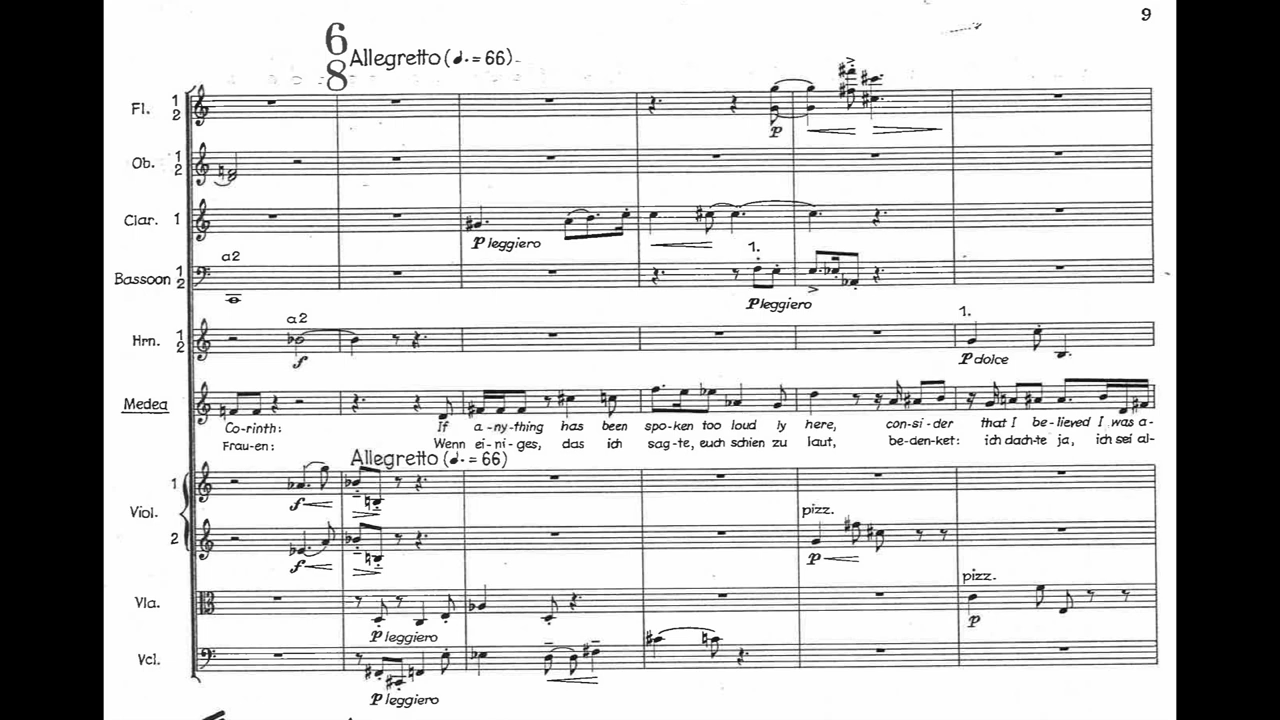 9
6
8
Allegretto (♩. = 66)
Fl. 1 2
p
Ob. 1 2
Clar. 1
p leggiero
a2
1.
Bassoon 1 2
p leggiero
a2
1.
Hrn. 1 2
f
p dolce
Medea
Co-rinth: If a-ny-thing has been spo-ken too loud ly here, con-si-der that I be-lieved I was a-
Frau-en: Wenn ei-ni-ges, das ich sag-te, euch schien zu laut, be-den-ket: ich dach-te ja, ich sei al-
Allegretto (♩. = 66)
1
f
Viol.
pizz.
2
f
p
pizz.
Vla.
p leggiero
p
Vcl.
p leggiero